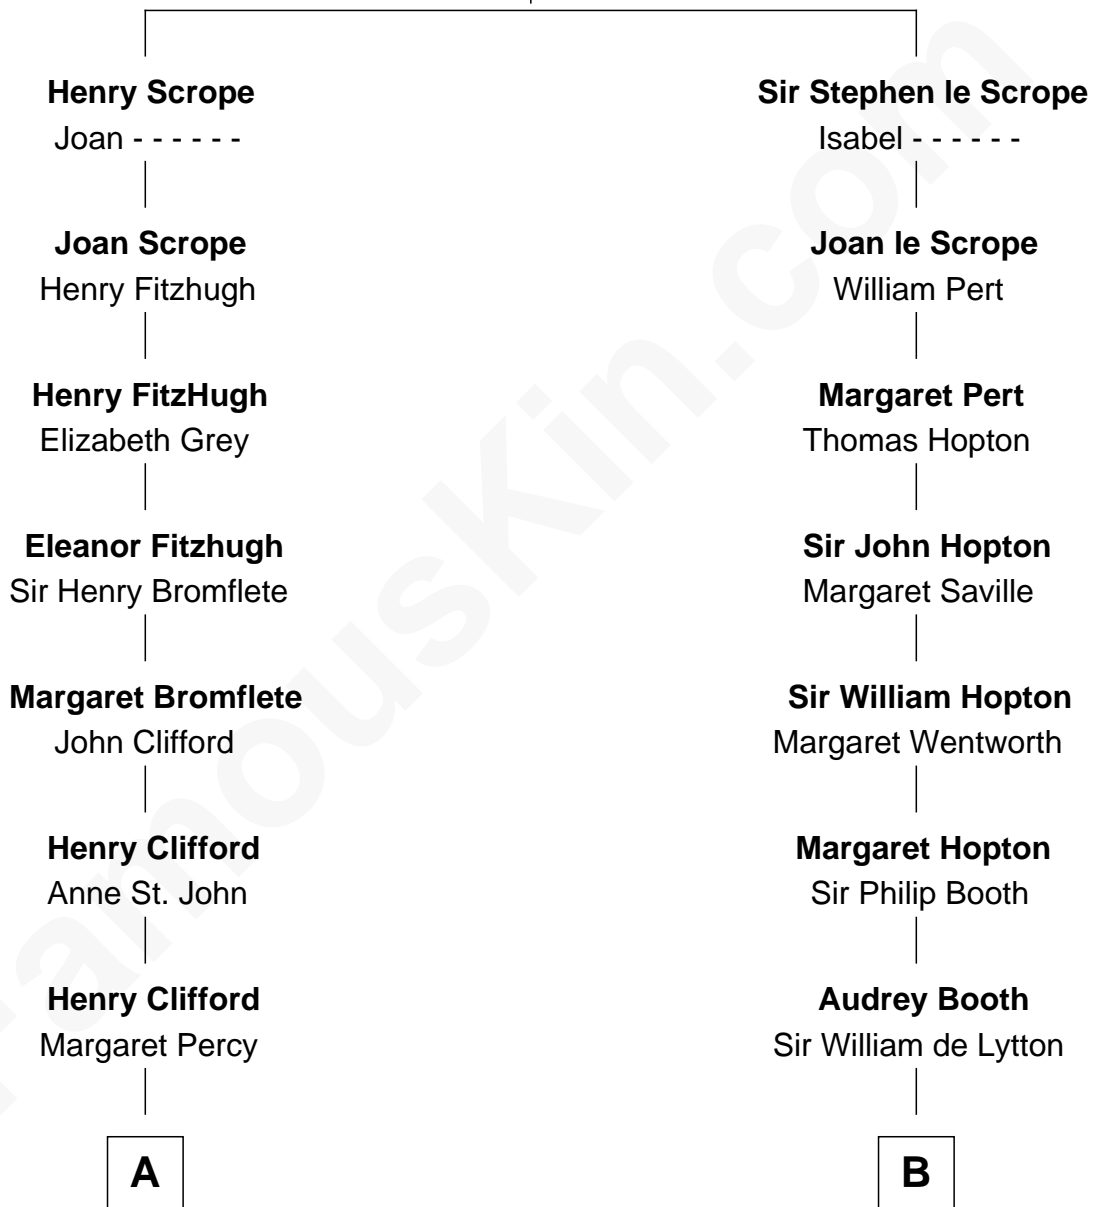 Henry Scrope
Joan - - - - - -
Joan Scrope
Henry Fitzhugh
Henry FitzHugh
Elizabeth Grey
Eleanor Fitzhugh
Sir Henry Bromflete
Margaret Bromflete
John Clifford
Henry Clifford
Anne St. John
Henry Clifford
Margaret Percy
A
Sir Stephen le Scrope
Isabel - - - - - -
Joan le Scrope
William Pert
Margaret Pert
Thomas Hopton
Sir John Hopton
Margaret Saville
Sir William Hopton
Margaret Wentworth
Margaret Hopton
Sir Philip Booth
Audrey Booth
Sir William de Lytton
B
FamousKin.com